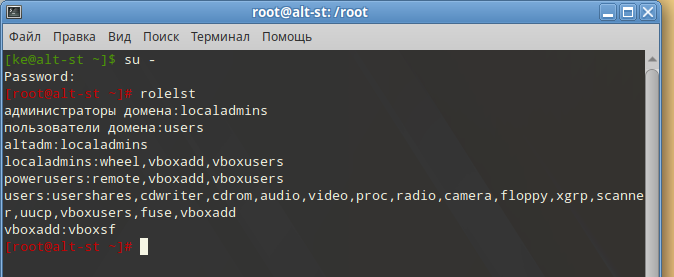 root@alt-st: /root
Файл Правка Вид Поиск Терминал Помощь
[ke@alt-st ~]$ su -
Password:
[root@alt-st ~]# rolelst
администраторы домена:localadmins
пользователи домена:users
altadm:localadmins
localadmins:wheel,vboxadd,vboxusers
powerusers:remote,vboxadd,vboxusers
users:usershares,cdwriter,cdrom,audio,video,proc,radio,camera,floppy,xgrp,scanne
r,uucp,vboxusers,fuse,vboxadd
vboxadd:vboxsf
[root@alt-st ~]#